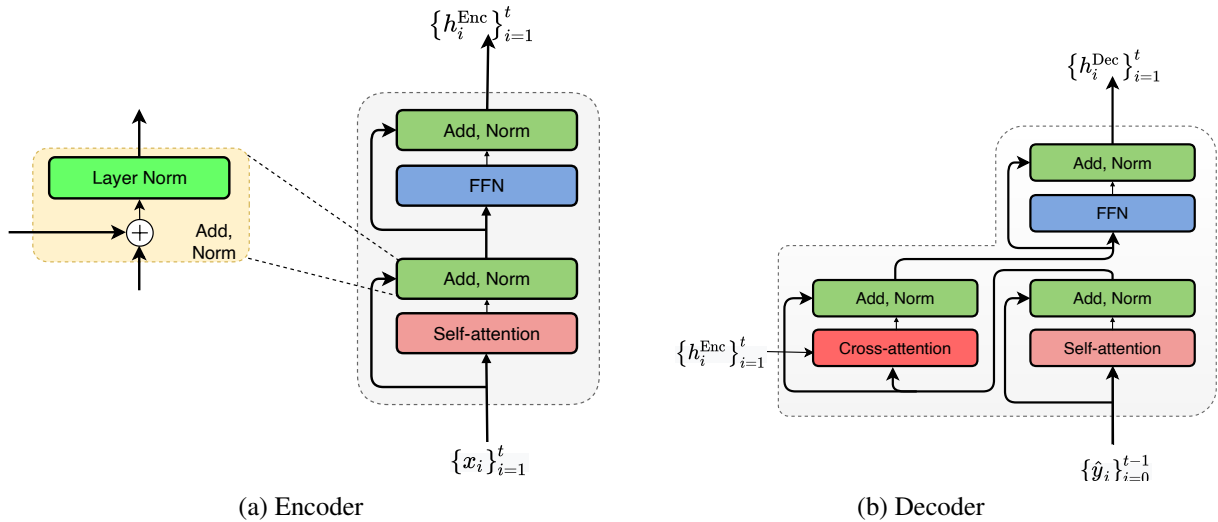 {h_i^Enc}_{i=1}^t
Add, Norm
FFN
Layer Norm
Add,
Norm
Add, Norm
Self-attention
{x_i}_{i=1}^t
(a) Encoder
{h_i^Dec}_{i=1}^t
Add, Norm
FFN
Add, Norm
Add, Norm
{h_i^Enc}_{i=1}^t
Cross-attention
Self-attention
{ŷ_i}_{i=0}^{t-1}
(b) Decoder